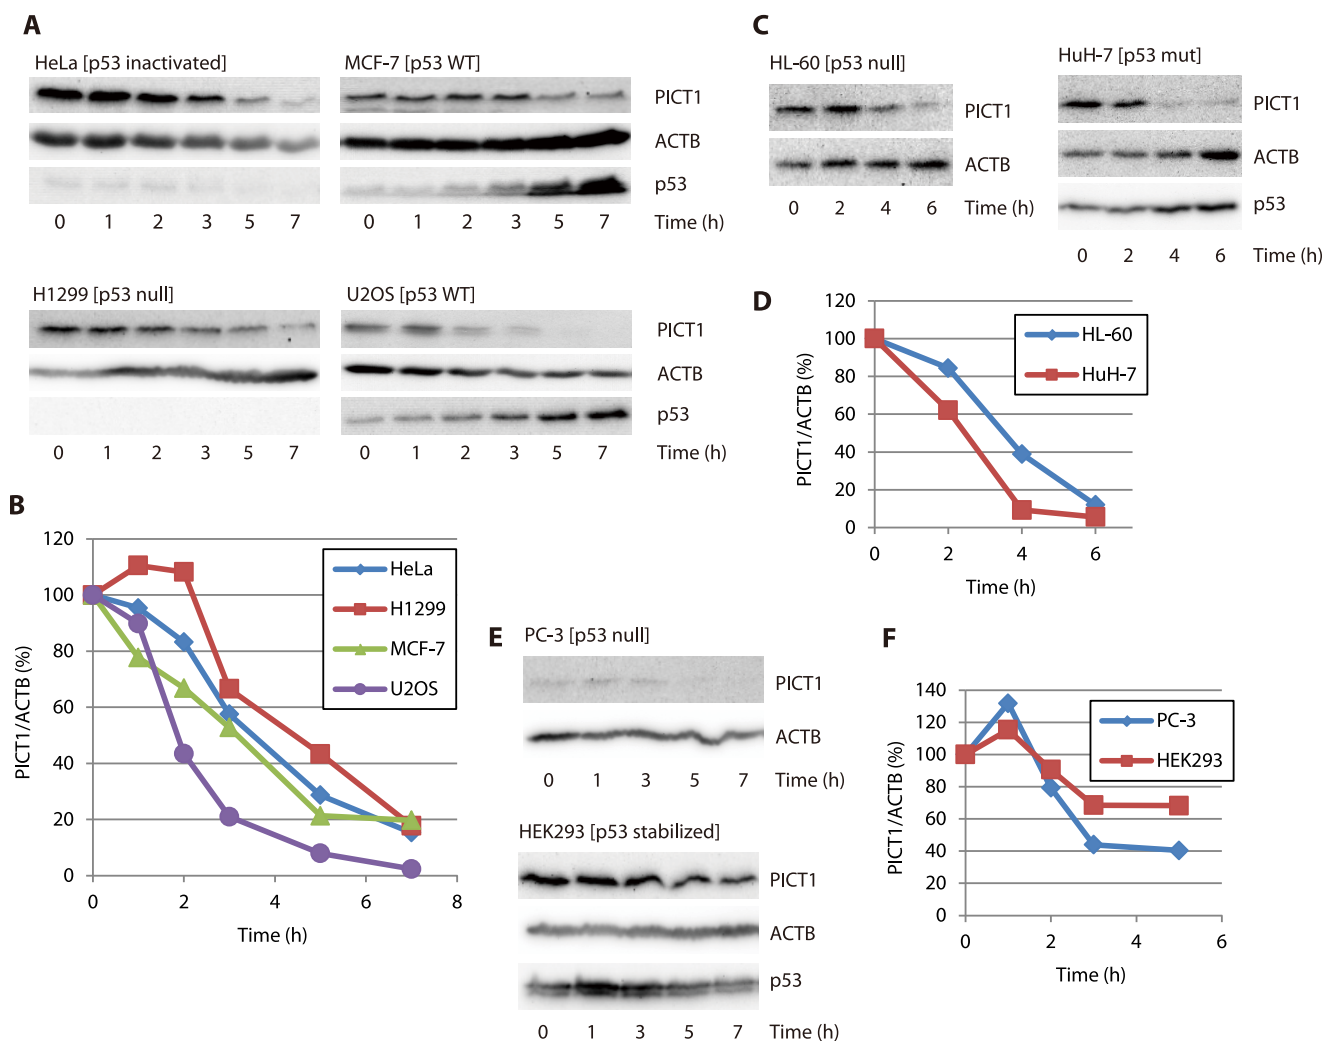 A
HeLa [p53 inactivated]
MCF-7 [p53 WT]
PICT1
ACTB
p53
0 1 2 3 5 7
0 1 2 3 5 7
Time (h)
H1299 [p53 null]
U2OS [p53 WT]
PICT1
ACTB
p53
0 1 2 3 5 7
0 1 2 3 5 7
Time (h)
B
PICT1/ACTB (%)
120
100
80
60
40
20
0
0 2 4 6 8
Time (h)
HeLa
H1299
MCF-7
U2OS
C
HL-60 [p53 null]
PICT1
ACTB
0 2 4 6 Time (h)
HuH-7 [p53 mut]
PICT1
ACTB
p53
0 2 4 6 Time (h)
D
PICT1/ACTB (%)
120
100
80
60
40
20
0
0 2 4 6
Time (h)
HL-60
HuH-7
E
PC-3 [p53 null]
PICT1
ACTB
0 1 3 5 7 Time (h)
HEK293 [p53 stabilized]
PICT1
ACTB
p53
0 1 3 5 7 Time (h)
F
PICT1/ACTB (%)
140
120
100
80
60
40
20
0
0 2 4 6
Time (h)
PC-3
HEK293